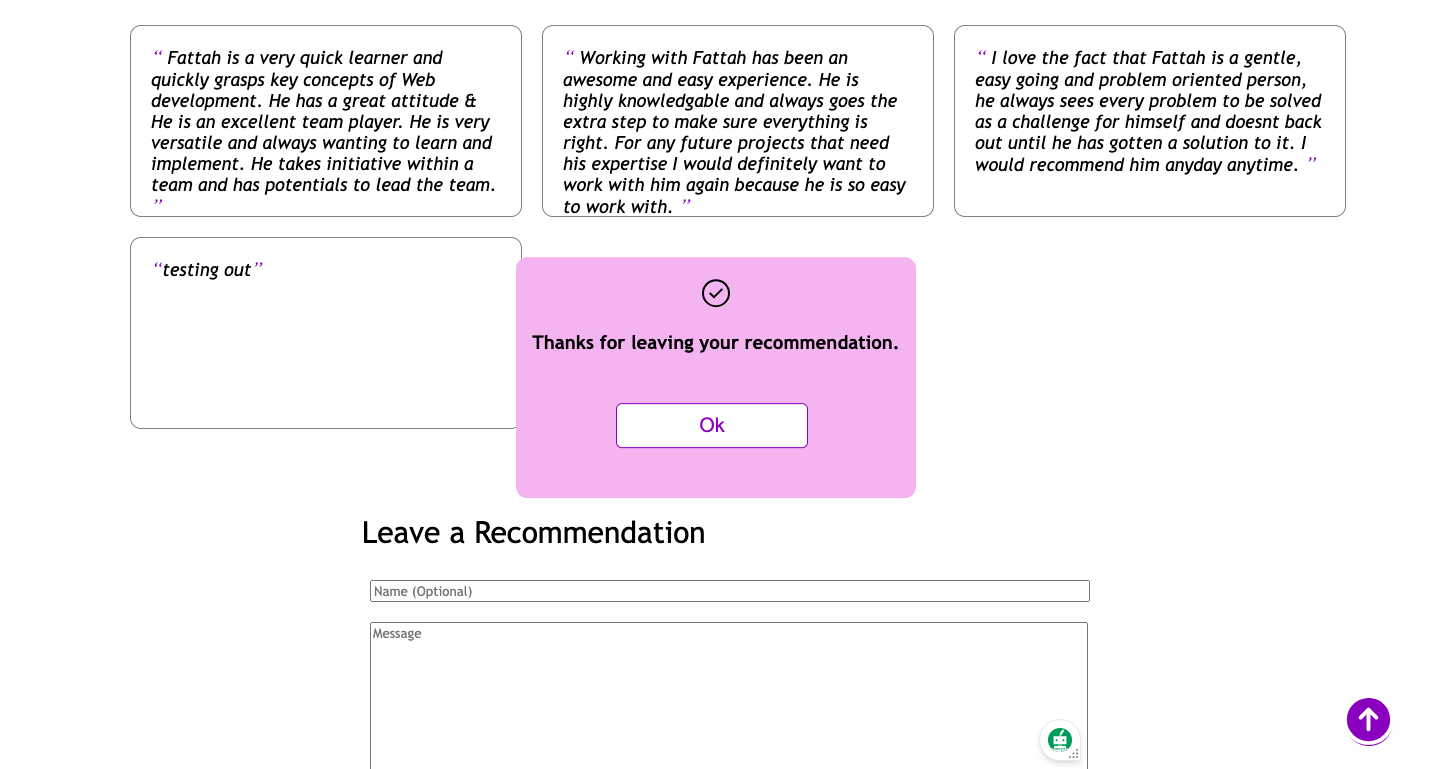 “ Fattah is a very quick learner and
quickly grasps key concepts of Web
development. He has a great attitude &
He is an excellent team player. He is very
versatile and always wanting to learn and
implement. He takes initiative within a
team and has potentials to lead the team.
”
“ Working with Fattah has been an
awesome and easy experience. He is
highly knowledgable and always goes the
extra step to make sure everything is
right. For any future projects that need
his expertise I would definitely want to
work with him again because he is so easy
to work with. ”
“ I love the fact that Fattah is a gentle,
easy going and problem oriented person,
he always sees every problem to be solved
as a challenge for himself and doesnt back
out until he has gotten a solution to it. I
would recommend him anyday anytime. ”
“testing out”
Thanks for leaving your recommendation.
Ok
Leave a Recommendation
Name (Optional)
Message